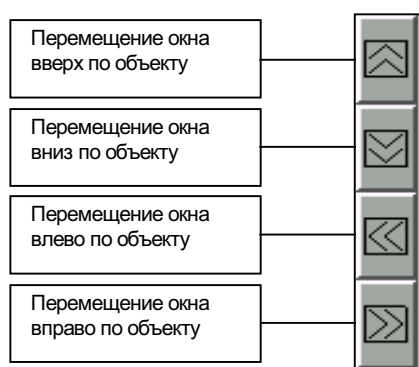 Перемещение окна
вверх по объекту
Перемещение окна
вниз по объекту
Перемещение окна
влево по объекту
Перемещение окна
вправо по объекту